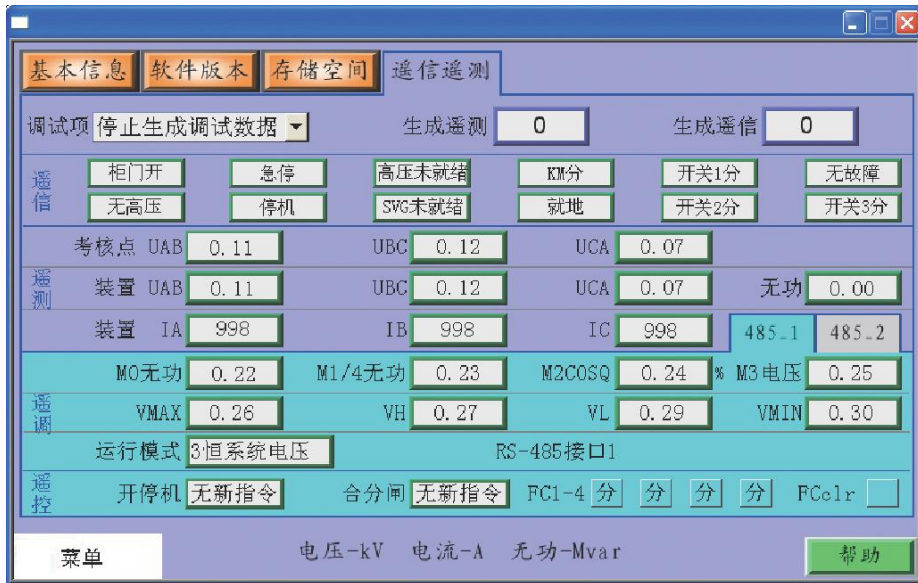 基本信息 软件版本 存储空间 遥信遥测
调试项 停止生成调试数据 生成遥测 0 生成遥信 0
遥信
柜门开 急停 高压未就绪 KM分 开关1分 无故障
无高压 停机 SVG未就绪 就地 开关2分 开关3分
遥测
考核点 UAB 0.11 UBC 0.12 UCA 0.07
装置 UAB 0.11 UBC 0.12 UCA 0.07 无功 0.00
装置 IA 998 IB 998 IC 998 485_1 485_2
遥调
M0无功 0.22 M1/4无功 0.23 M2COSQ 0.24 % M3电压 0.25
VMAX 0.26 VH 0.27 VL 0.29 VMIN 0.30
运行模式 3恒系统电压 RS-485接口1
遥控
开停机 无新指令 合分闸 无新指令 FC1-4 分 分 分 分 FCclr
电压-kV 电流-A 无功-Mvar
菜单 帮助